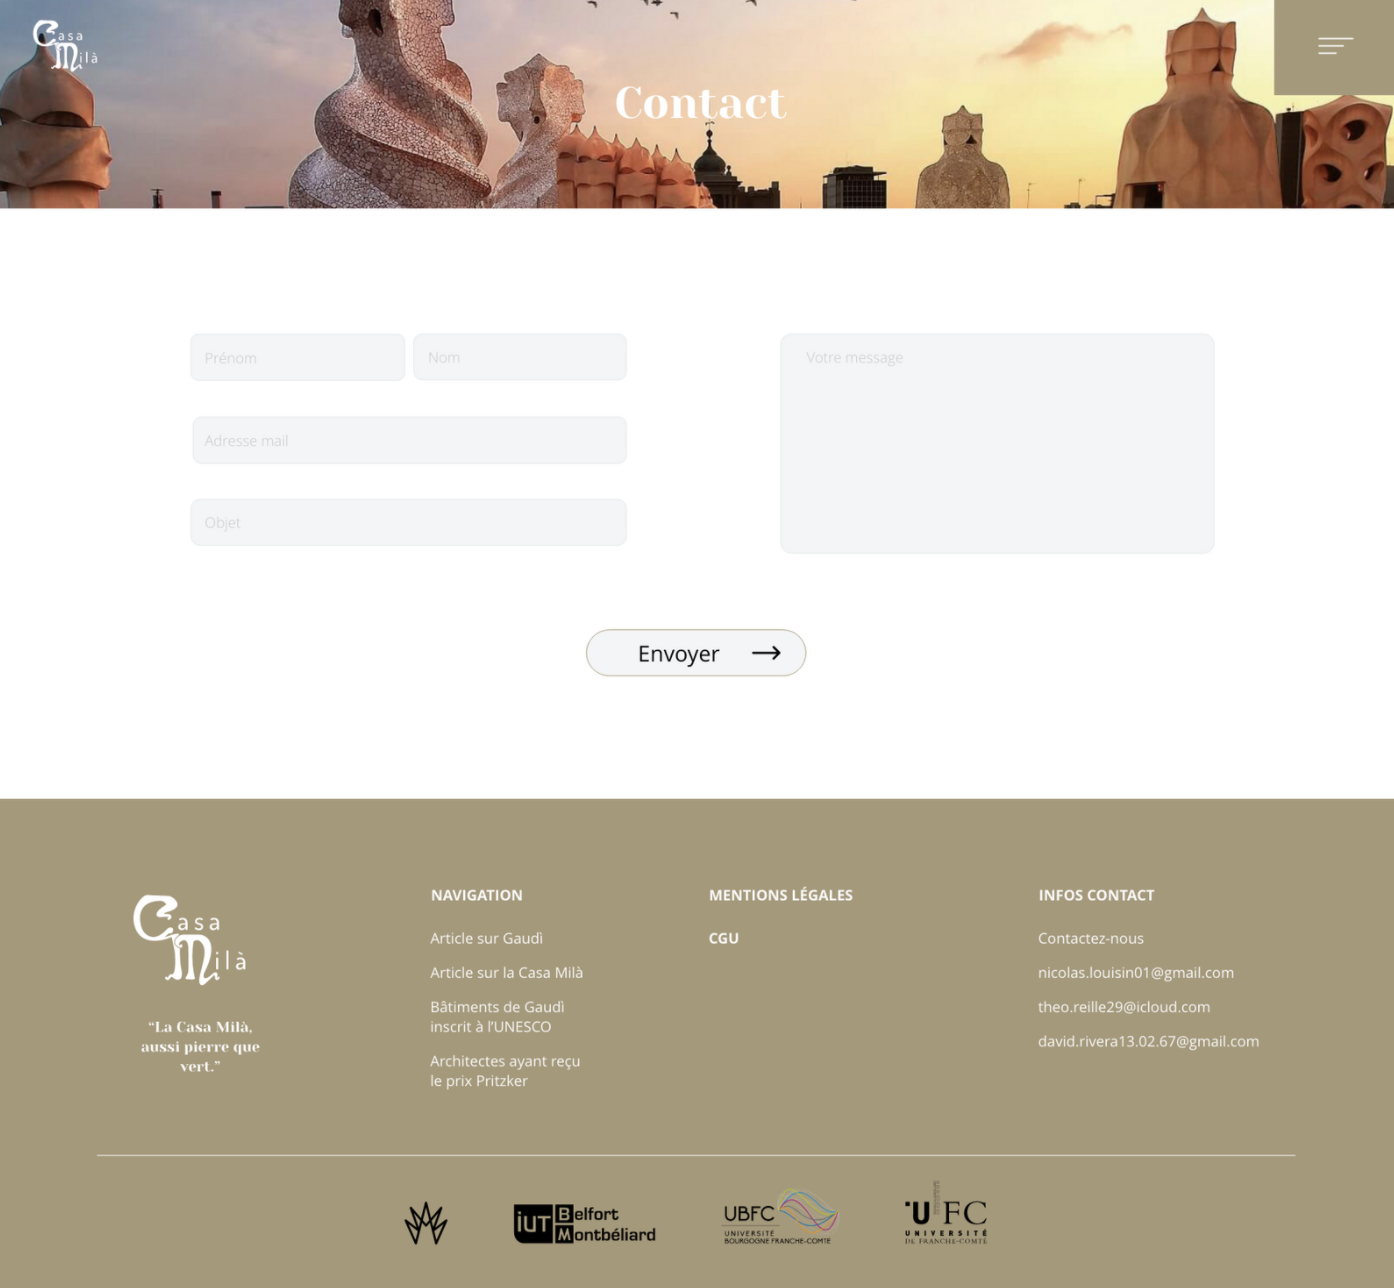 Casa
Milà
Contact
Prénom
Nom
Votre message
Adresse mail
Objet
Envoyer
Casa
Milà
“La Casa Milà,
aussi pierre que
vert.”
NAVIGATION
Article sur Gaudì
Article sur la Casa Milà
Bâtiments de Gaudì
inscrit à l’UNESCO
Architectes ayant reçu
le prix Pritzker
MENTIONS LÉGALES
CGU
INFOS CONTACT
Contactez-nous
nicolas.louisin01@gmail.com
theo.reille29@icloud.com
david.rivera13.02.67@gmail.com
iUT Belfort
Montbéliard
UBFC
UNIVERSITÉ
BOURGOGNE FRANCHE-COMTÉ
UFC
UNIVERSITÉ
DE FRANCHE-COMTÉ